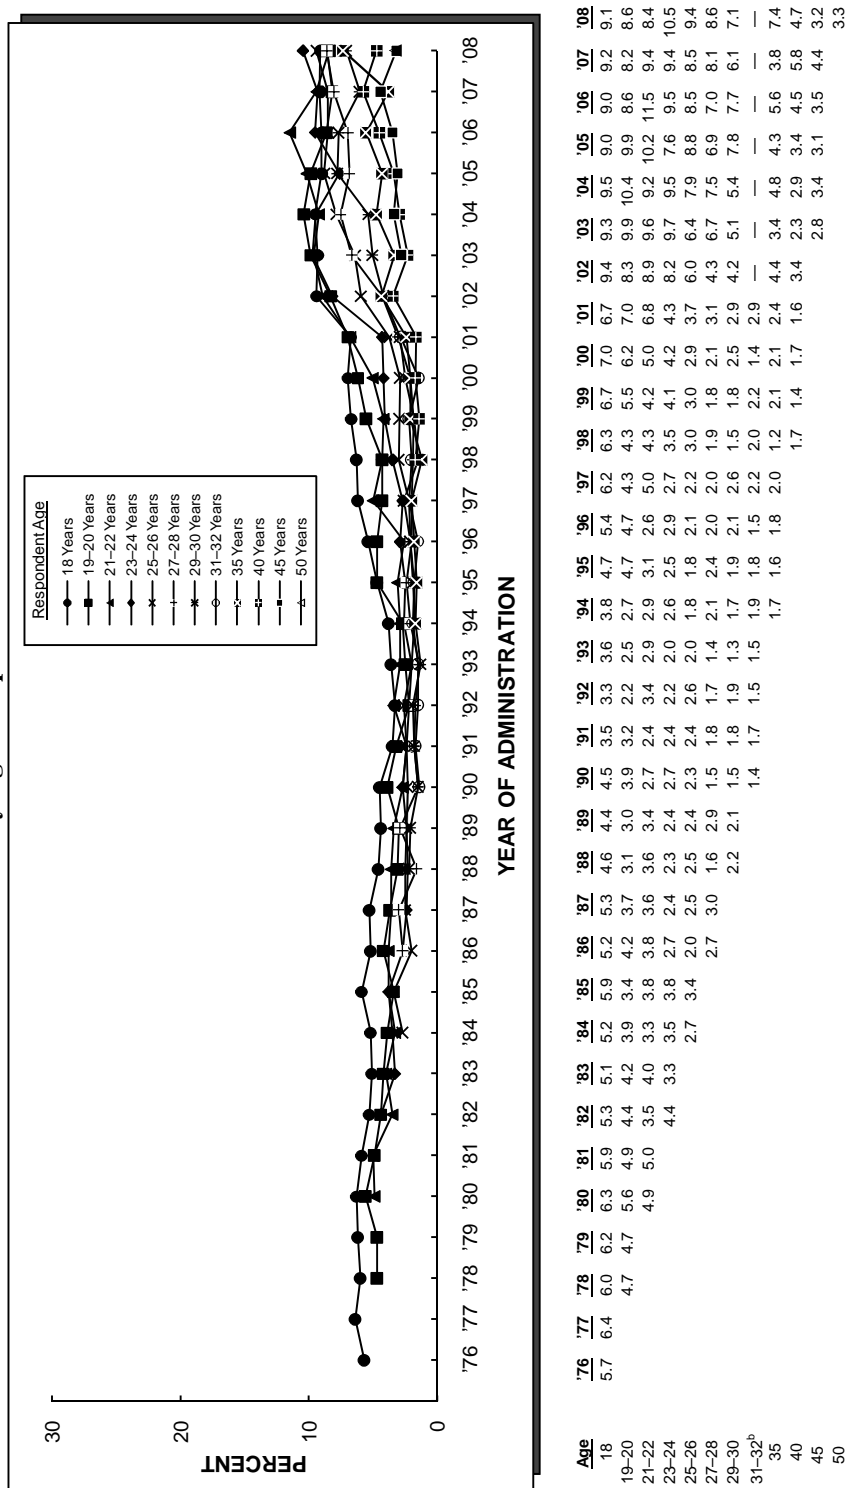 PERCENT
30
20
10
0
Respondent Age
18 Years
19–20 Years
21–22 Years
23–24 Years
25–26 Years
27–28 Years
29–30 Years
31–32 Years
35 Years
40 Years
45 Years
50 Years
'76 '77 '78 '79 '80 '81 '82 '83 '84 '85 '86 '87 '88 '89 '90 '91 '92 '93 '94 '95 '96 '97 '98 '99 '00 '01 '02 '03 '04 '05 '06 '07 '08
YEAR OF ADMINISTRATION
Age '76 '77 '78 '79 '80 '81 '82 '83 '84 '85 '86 '87 '88 '89 '90 '91 '92 '93 '94 '95 '96 '97 '98 '99 '00 '01 '02 '03 '04 '05 '06 '07 '08
18 5.7 6.4 6.0 6.2 6.3 5.9 5.3 5.1 5.2 5.9 5.2 5.3 4.6 4.4 4.5 3.5 3.3 3.6 3.8 4.7 5.4 6.2 6.3 6.7 7.0 6.7 9.4 9.3 9.5 9.0 9.0 9.2 9.1
19–20 4.7 4.7 5.6 4.9 4.4 4.2 3.9 3.4 4.2 3.7 3.1 3.0 3.9 3.2 2.2 2.5 2.7 4.7 4.7 4.3 4.3 5.5 6.2 7.0 8.3 9.9 10.4 9.9 8.6 8.2 8.6
21–22 4.9 5.0 3.5 4.0 3.3 3.8 3.8 3.6 3.6 3.4 2.7 2.4 3.4 2.9 2.9 3.1 2.6 5.0 4.3 4.2 5.0 6.8 8.9 9.6 9.2 10.2 11.5 9.4 8.4
23–24 4.4 3.3 3.5 3.8 2.7 2.4 2.3 2.4 2.7 2.4 2.2 2.0 2.6 2.5 2.9 2.7 3.5 4.1 4.2 4.3 8.2 9.7 9.5 7.6 9.5 9.4 10.5
25–26 2.7 3.4 2.0 2.5 2.5 2.4 2.3 2.4 2.6 2.0 1.8 1.8 2.1 2.2 3.0 3.0 2.9 3.7 6.0 6.4 7.9 8.8 8.5 8.5 9.4
27–28 2.7 3.0 1.6 2.9 1.5 1.8 1.7 1.4 2.1 2.4 2.0 2.0 1.9 1.8 2.1 3.1 4.3 6.7 7.5 6.9 7.0 8.1 8.6
29–30 2.2 2.1 1.5 1.8 1.9 1.3 1.7 1.9 2.1 2.6 1.5 1.8 2.5 2.9 4.2 5.1 5.4 7.8 7.7 6.1 7.1
31–32b 1.4 1.7 1.5 1.5 1.9 1.8 1.5 2.2 2.0 2.2 1.4 2.9 — — — — — — —
35 1.7 1.6 1.8 2.0 1.2 2.1 2.1 2.4 4.4 3.4 4.8 4.3 5.6 3.8 7.4
40 1.7 1.4 1.7 1.6 3.4 2.3 2.9 3.4 4.5 5.8 4.7
45 2.8 3.4 3.1 3.5 4.4 3.2
50 3.3